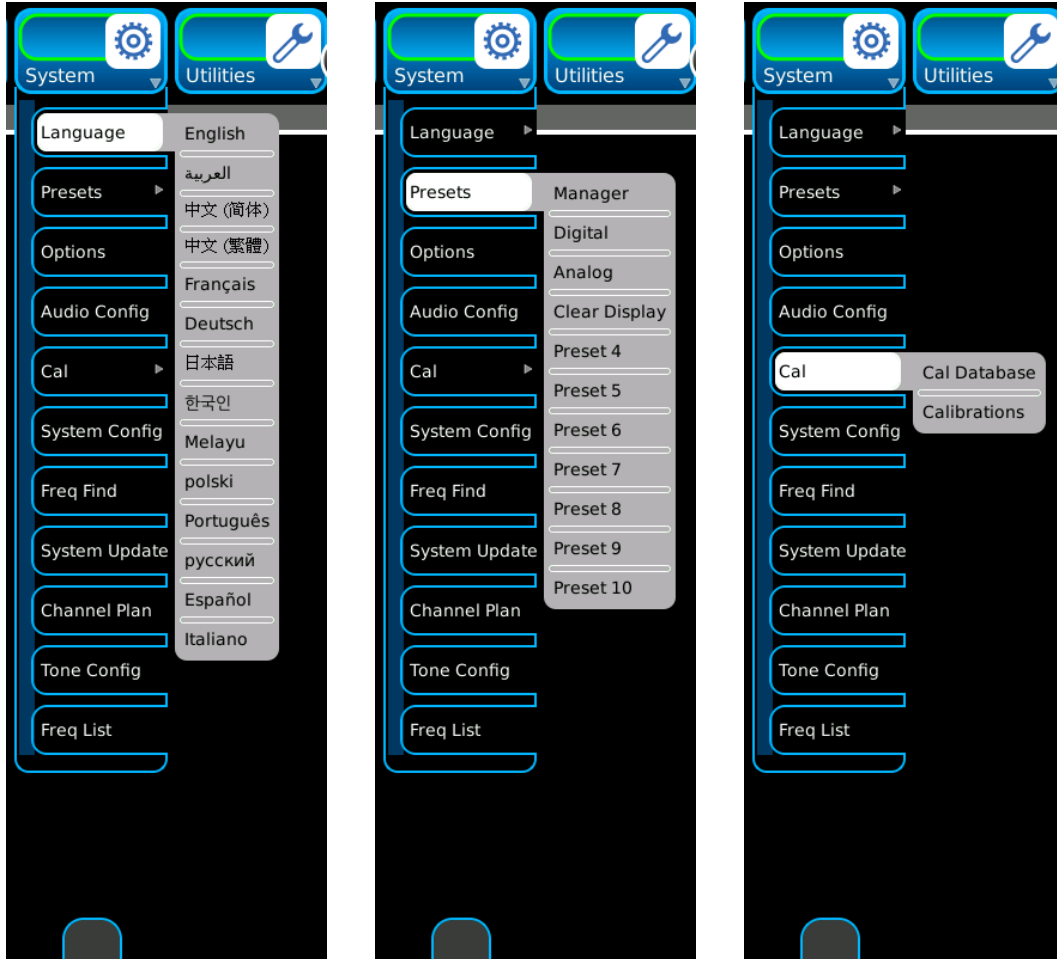 System
Utilities
Language
Presets
Options
Audio Config
Cal
System Config
Freq Find
System Update
Channel Plan
Tone Config
Freq List
English
العربية
中文 (简体)
中文 (繁體)
Français
Deutsch
日本語
한국인
Melayu
polski
Português
русский
Español
Italiano
System
Utilities
Language
Presets
Options
Audio Config
Cal
System Config
Freq Find
System Update
Channel Plan
Tone Config
Freq List
Manager
Digital
Analog
Clear Display
Preset 4
Preset 5
Preset 6
Preset 7
Preset 8
Preset 9
Preset 10
System
Utilities
Language
Presets
Options
Audio Config
Cal
System Config
Freq Find
System Update
Channel Plan
Tone Config
Freq List
Cal Database
Calibrations